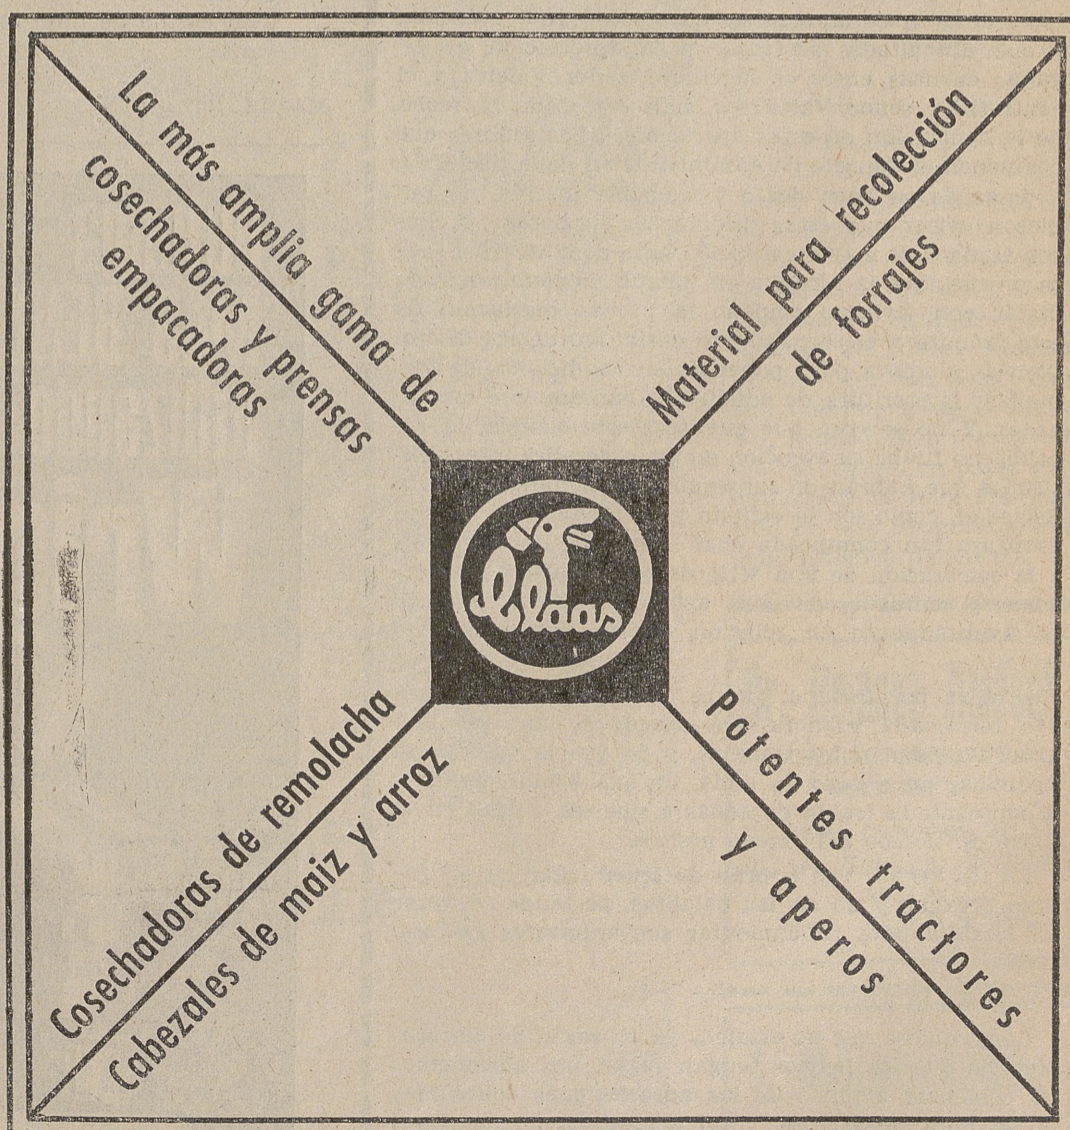 La más amplia gama de
cosechadoras y prensas
empacadoras
Material para recolección
de forrajes
Claas
Cosechadoras de remolacha
Cabezales de maiz y arroz
Potentes tractores
y aperos